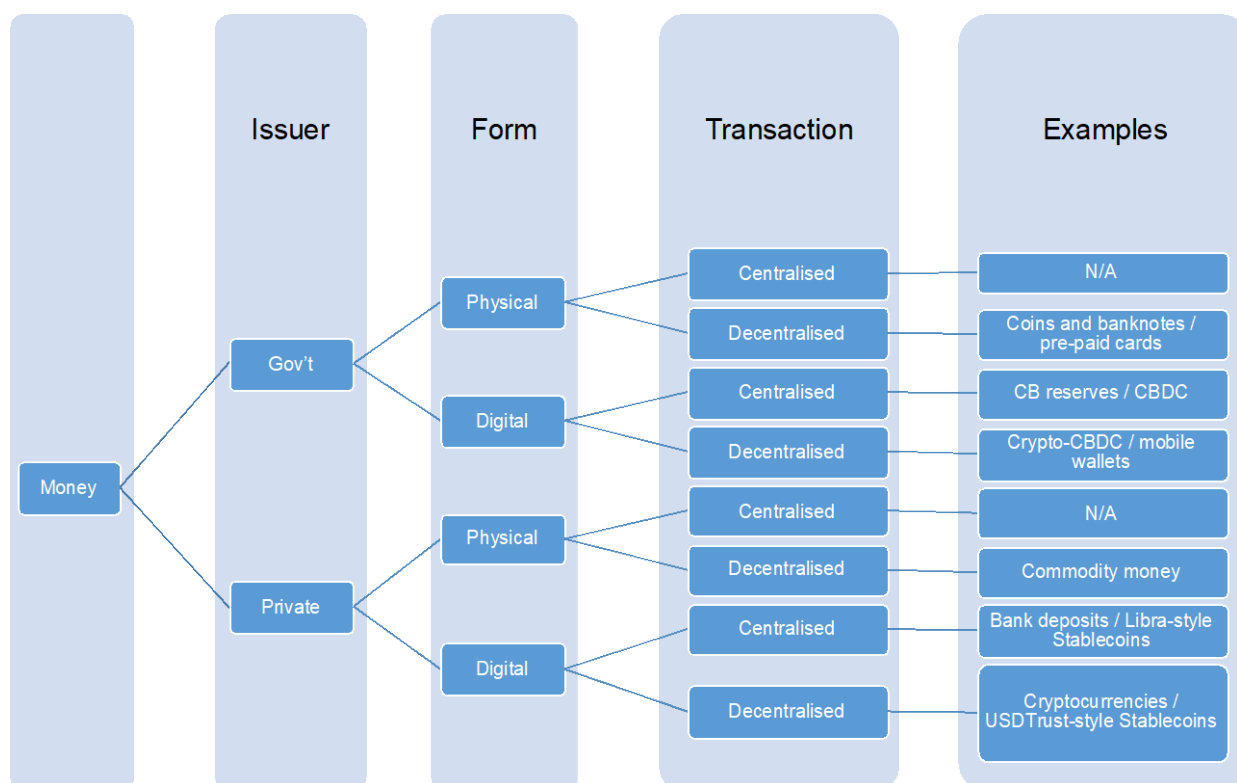 Issuer
Form
Transaction
Examples
Money
Gov't
Private
Physical
Digital
Physical
Digital
Centralised
Decentralised
Centralised
Decentralised
Centralised
Decentralised
Centralised
Decentralised
N/A
Coins and banknotes /
pre-paid cards
CB reserves / CBDC
Crypto-CBDC / mobile
wallets
N/A
Commodity money
Bank deposits / Libra-style
Stablecoins
Cryptocurrencies /
USDTrust-style Stablecoins